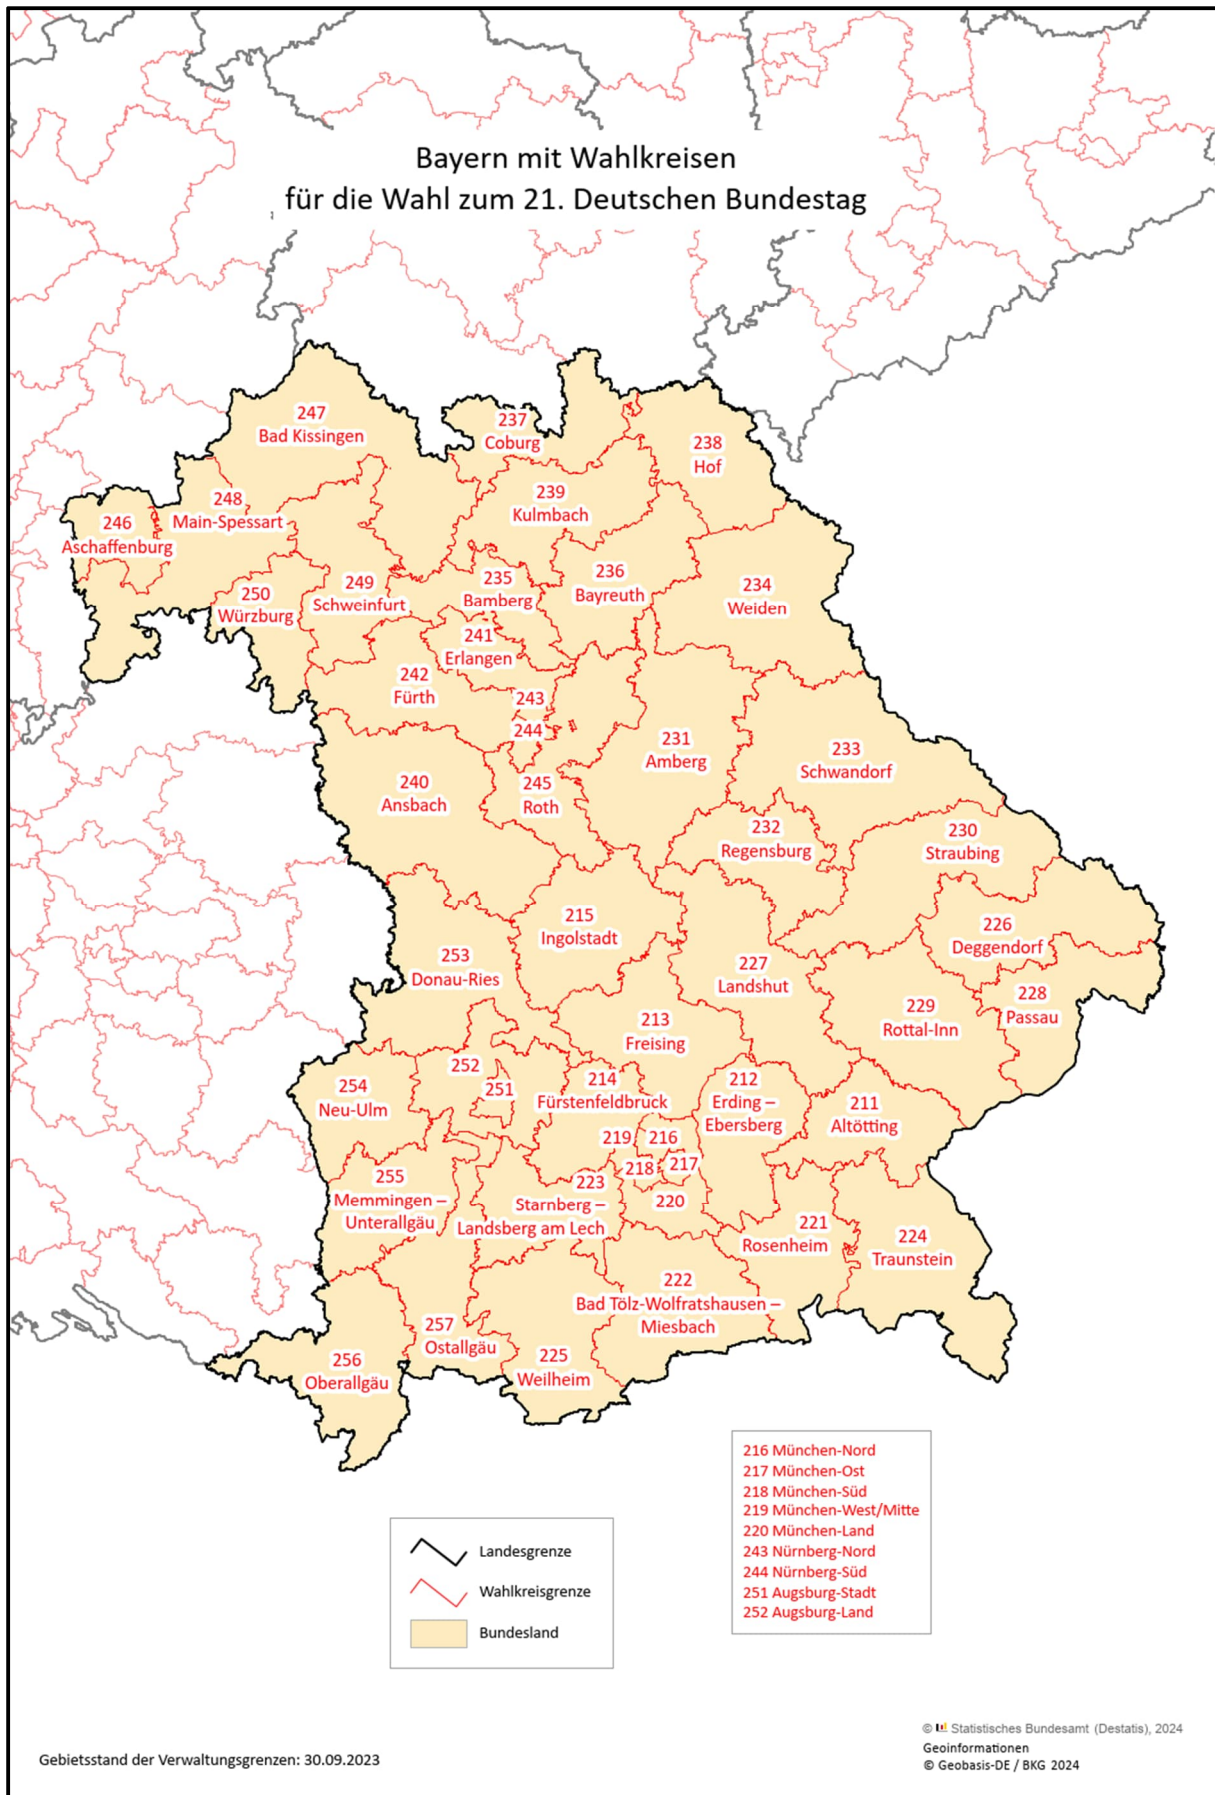 Bayern mit Wahlkreisen
für die Wahl zum 21. Deutschen Bundestag
247
Bad Kissingen
237
Coburg
238
Hof
248
Main-Spessart
239
Kulmbach
246
Aschaffenburg
250
Würzburg
249
Schweinfurt
235
Bamberg
236
Bayreuth
234
Weiden
241
Erlangen
242
Fürth
243
244
231
Amberg
233
Schwandorf
240
Ansbach
245
Roth
232
Regensburg
230
Straubing
215
Ingolstadt
226
Deggendorf
253
Donau-Ries
227
Landshut
229
Rottal-Inn
228
Passau
213
Freising
252
251
254
Neu-Ulm
214
Fürstenfeldbruck
212
Erding –
Ebersberg
211
Altötting
219
216
218
217
220
255
Memmingen –
Unterallgäu
223
Starnberg –
Landsberg am Lech
221
Rosenheim
224
Traunstein
222
Bad Tölz-Wolfratshausen –
Miesbach
257
Ostallgäu
256
Oberallgäu
225
Weilheim
216 München-Nord
217 München-Ost
218 München-Süd
219 München-West/Mitte
220 München-Land
243 Nürnberg-Nord
244 Nürnberg-Süd
251 Augsburg-Stadt
252 Augsburg-Land
Landesgrenze
Wahlkreisgrenze
Bundesland
© Statistisches Bundesamt (Destatis), 2024
Geoinformationen
© Geobasis-DE / BKG 2024
Gebietsstand der Verwaltungsgrenzen: 30.09.2023